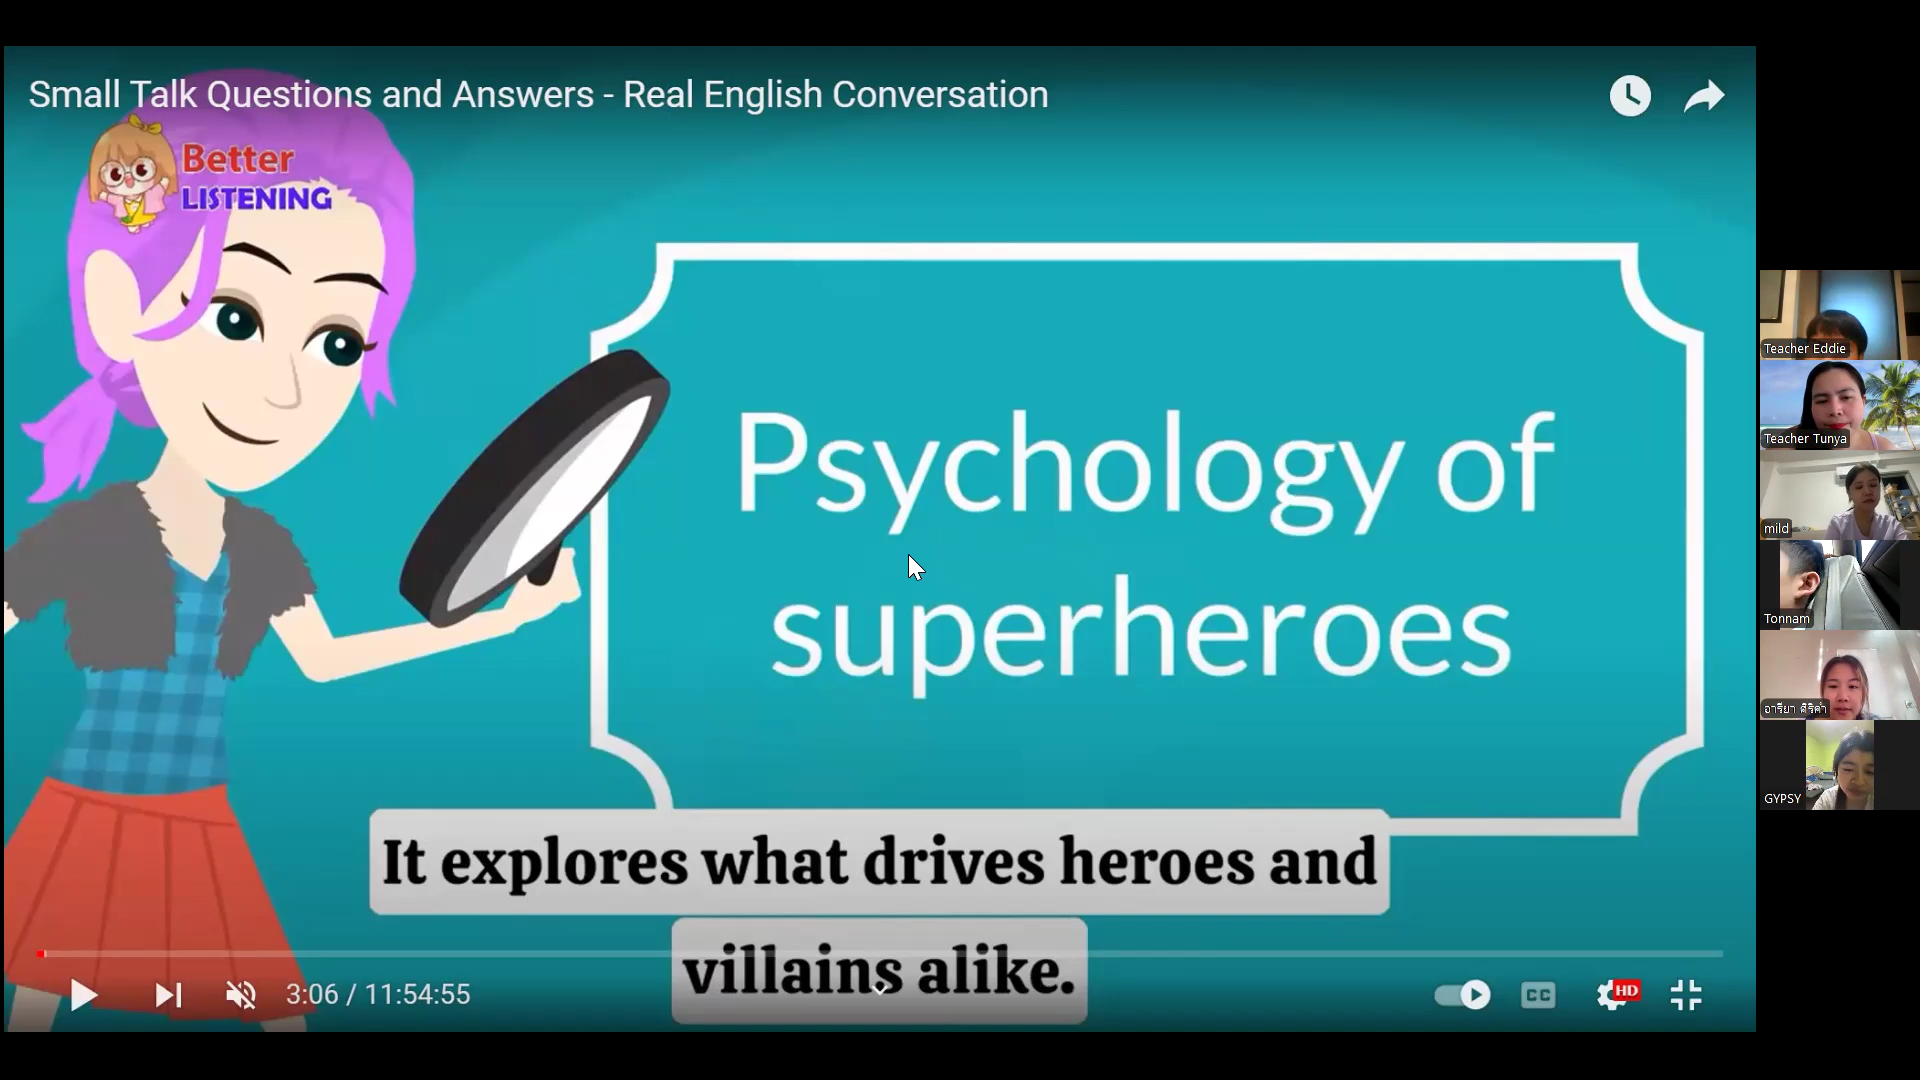 Small Talk Questions and Answers - Real English Conversation
Better
LISTENING
Psychology of
superheroes
It explores what drives heroes and
villains alike.
3:06 / 11:54:55
CC
HD
Teacher Eddie
Teacher Tunya
mild
Tonnam
อารียา ศิริคำ
GYPSY